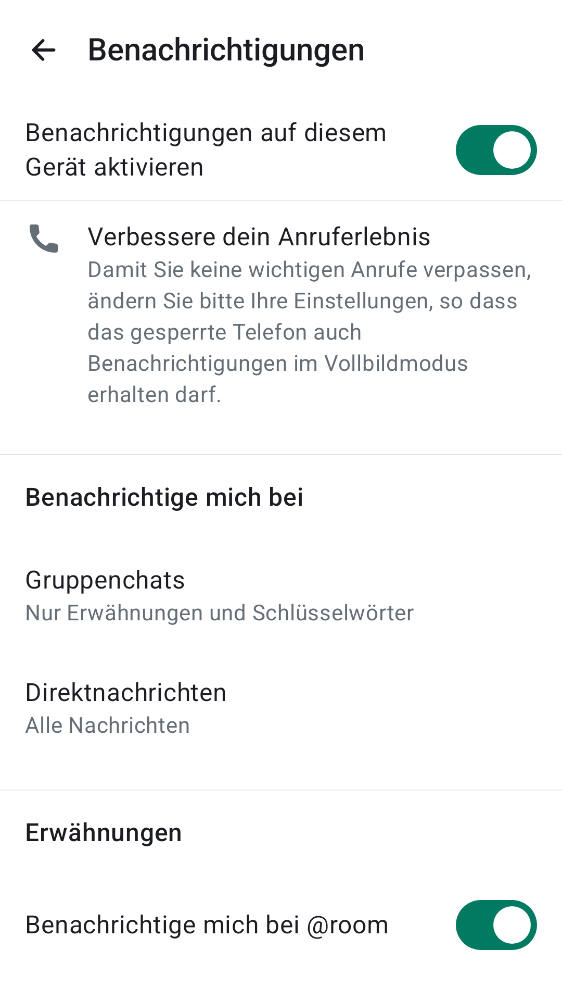 Benachrichtigungen
Benachrichtigungen auf diesem
Gerät aktivieren
Verbessere dein Anruferlebnis
Damit Sie keine wichtigen Anrufe verpassen,
ändern Sie bitte Ihre Einstellungen, so dass
das gesperrte Telefon auch
Benachrichtigungen im Vollbildmodus
erhalten darf.
Benachrichtige mich bei
Gruppenchats
Nur Erwähnungen und Schlüsselwörter
Direktnachrichten
Alle Nachrichten
Erwähnungen
Benachrichtige mich bei @room